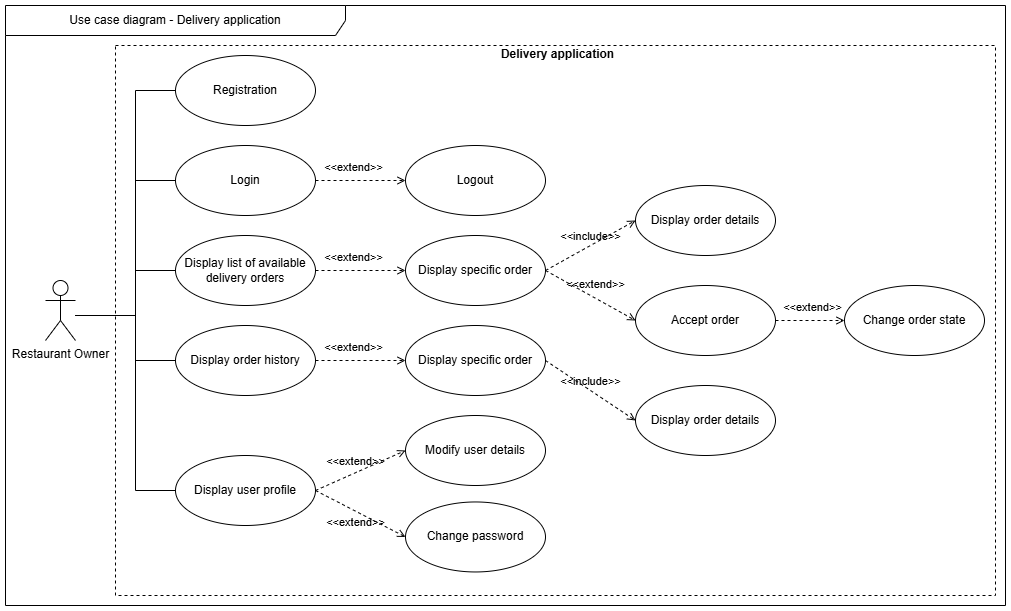 Use case diagram - Delivery application
Delivery application
Registration
Login
<<extend>>
Logout
Display list of available
delivery orders
<<extend>>
Display specific order
<<include>>
Display order details
<<extend>>
Accept order
<<extend>>
Change order state
Restaurant Owner
Display order history
<<extend>>
Display specific order
<<include>>
Display order details
Display user profile
<<extend>>
Modify user details
<<extend>>
Change password